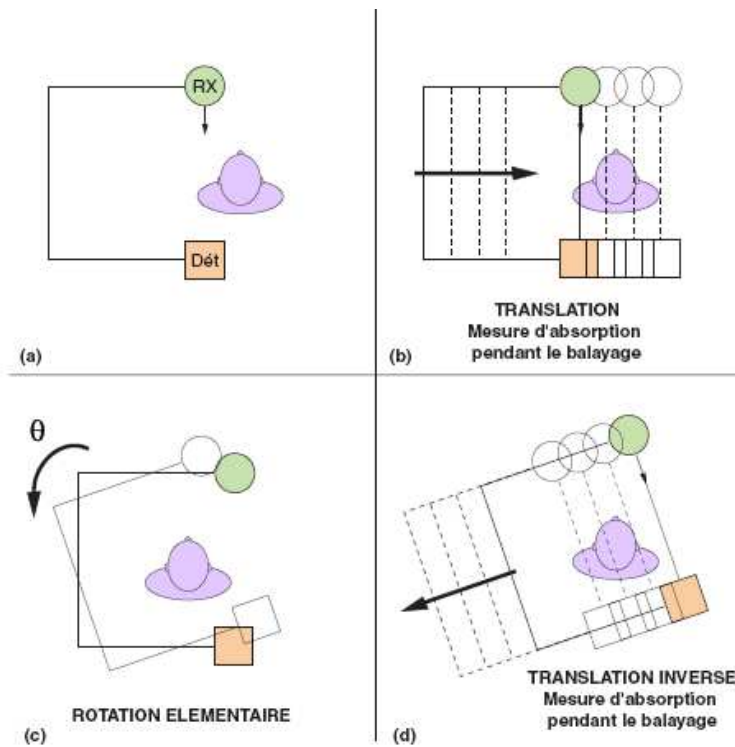 RX
Dét
(a)
TRANSLATION
Mesure d'absorption
pendant le balayage
(b)
θ
ROTATION ELEMENTAIRE
(c)
TRANSLATION INVERSE
Mesure d'absorption
pendant le balayage
(d)